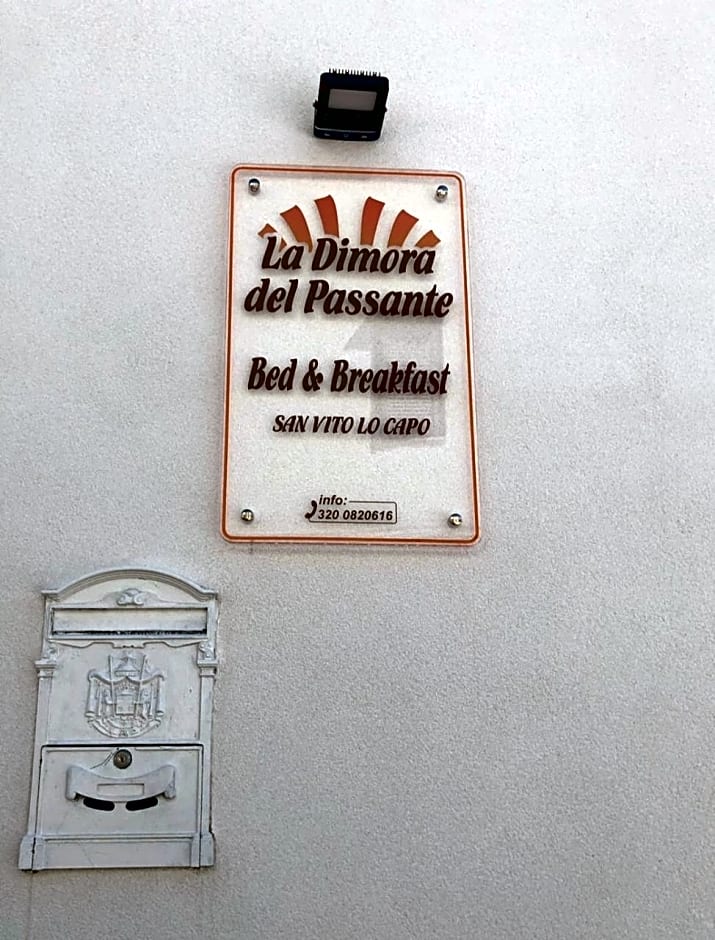 La Dimora
del Passante
Bed & Breakfast
SAN VITO LO CAPO
info:
320 0820616